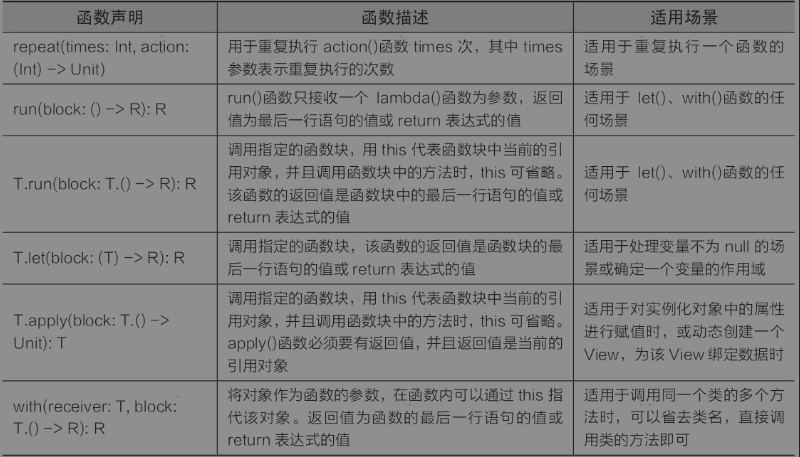 函数声明 函数描述 适用场景
repeat(times: Int, action:
(Int) -> Unit)
用于重复执行 action()函数 times 次，其中 times
参数表示重复执行的次数
适用于重复执行一个函数的
场景
run(block: () -> R): R
run()函数只接收一个 lambda()函数为参数，返回
值为最后一行语句的值或 return 表达式的值
适用于 let()、with()函数的任
何场景
T.run(block: T.() -> R): R
调用指定的函数块，用 this 代表函数块中当前的引
用对象，并且调用函数块中的方法时，this 可省略。
该函数的返回值是函数块中的最后一行语句的值或
return 表达式的值
适用于 let()、with()函数的任
何场景
T.let(block: (T) -> R): R
调用指定的函数块，该函数的返回值是函数块的最
后一行语句的值或 return 表达式的值
适用于处理变量不为 null 的场
景或确定一个变量的作用域
T.apply(block: T.() ->
Unit): T
调用指定的函数块，用 this 代表函数块中当前的引
用对象，并且调用函数块中的方法时，this 可省略。
apply()函数必须要有返回值，并且返回值是当前的
引用对象
适用于对实例化对象中的属性
进行赋值时，或动态创建一个
View，为该 View 绑定数据时
with(receiver: T, block:
T.() -> R): R
将对象作为函数的参数，在函数内可以通过 this 指
代该对象。返回值为函数的最后一行语句的值或
return 表达式的值
适用于调用同一个类的多个方
法时，可以省去类名，直接调
用类的方法即可